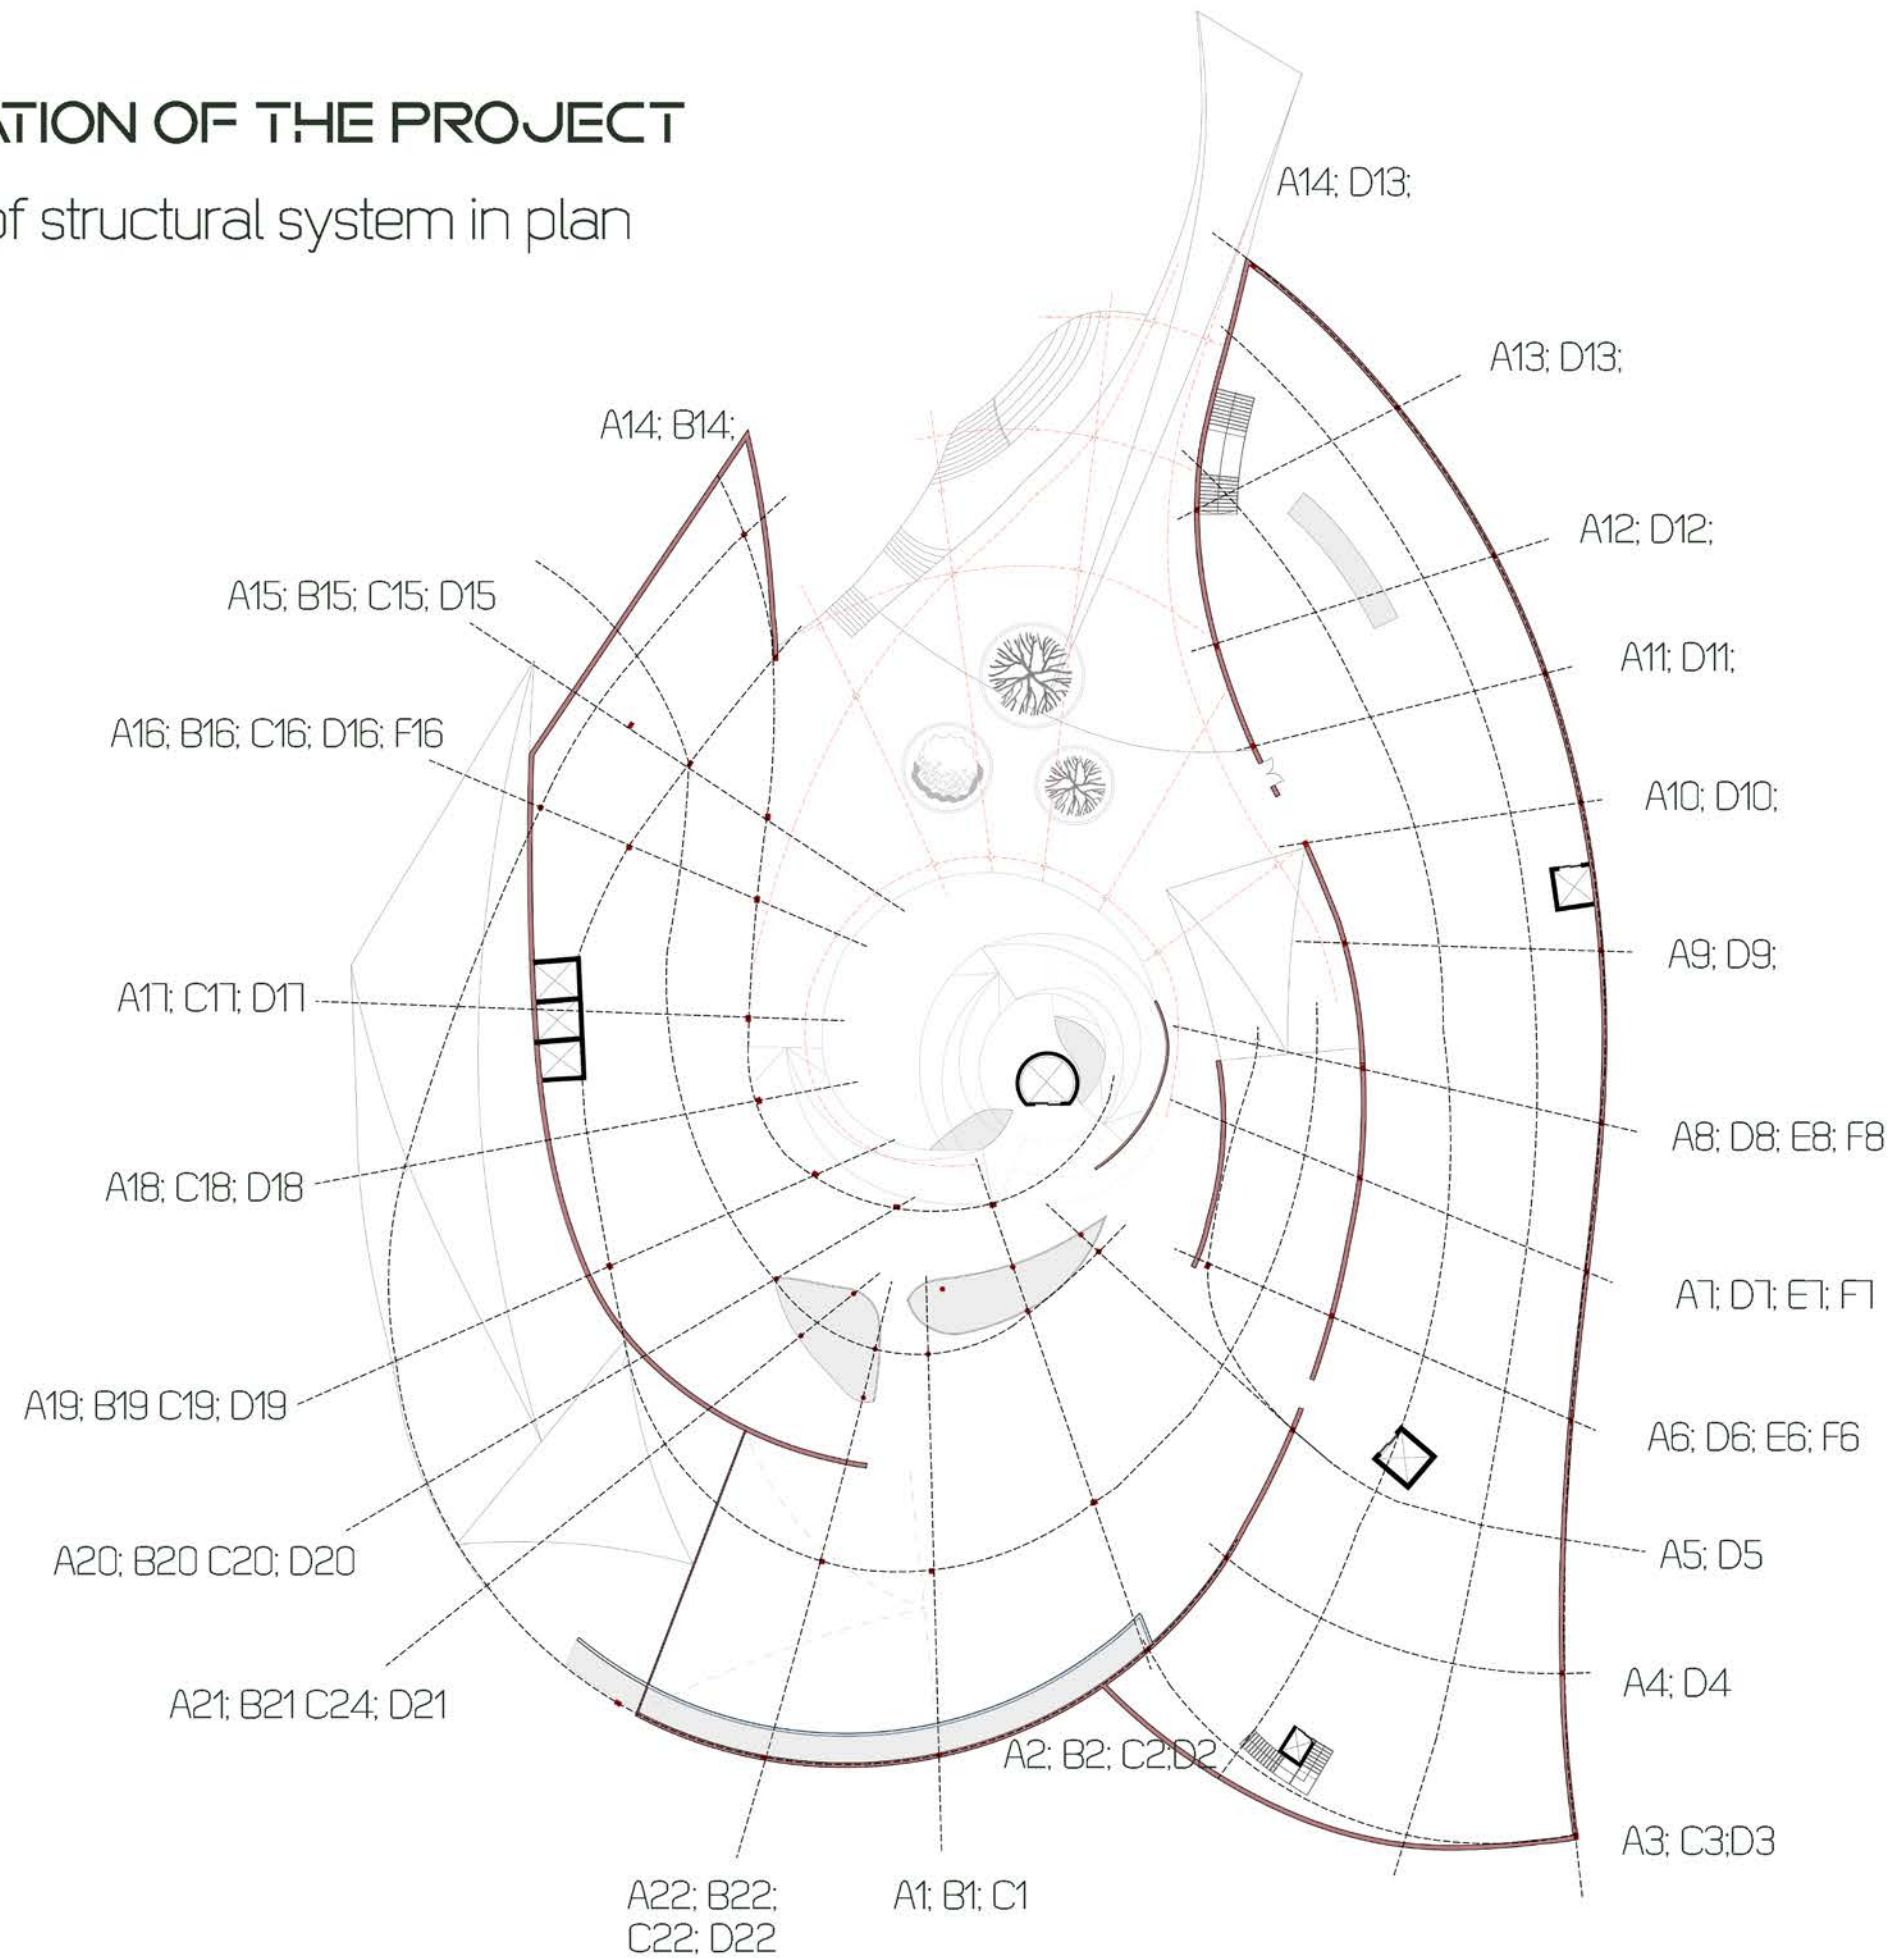 ATION OF THE PROJECT
of structural system in plan
A14; D13;
A13; D13;
A14; B14;
A12; D12;
A15; B15; C15; D15
A11; D11;
A16; B16; C16; D16; F16
A10; D10;
A9; D9;
A17; C17; D17
A8; D8; E8; F8
A18; C18; D18
A7; D7; E7; F7
A19; B19 C19; D19
A6; D6; E6; F6
A20; B20 C20; D20
A5; D5
A21; B21 C24; D21
A4; D4
A2; B2; C2;D2
A3; C3;D3
A22; B22;
C22; D22
A1; B1; C1